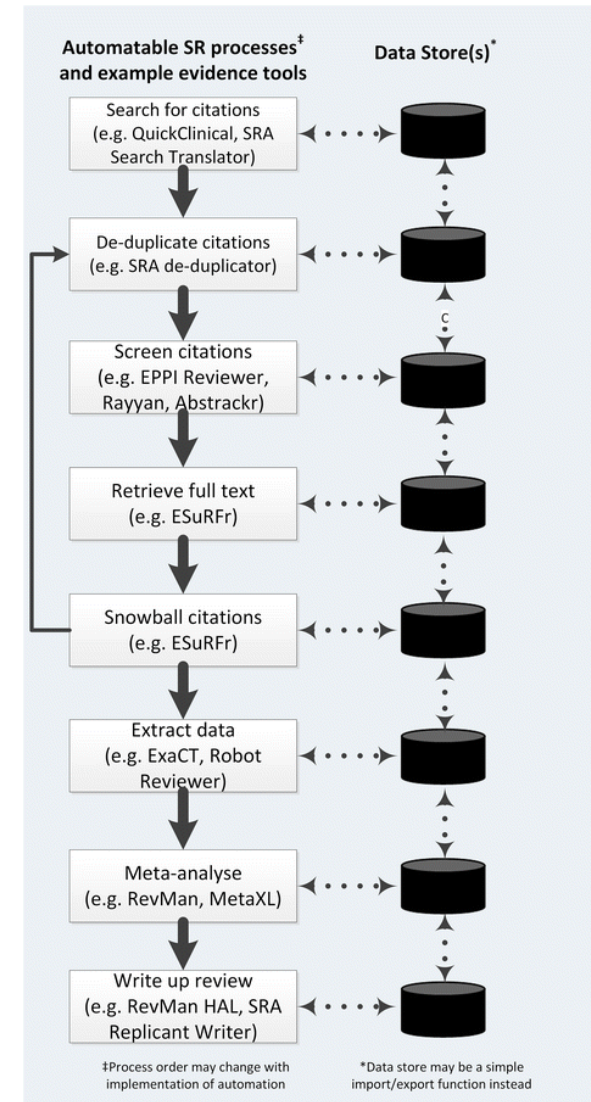 Automatable SR processes‡
and example evidence tools
Data Store(s)*
Search for citations
(e.g. QuickClinical, SRA
Search Translator)
De-duplicate citations
(e.g. SRA de-duplicator)
C
Screen citations
(e.g. EPPI Reviewer,
Rayyan, Abstrackr)
Retrieve full text
(e.g. ESuRFr)
Snowball citations
(e.g. ESuRFr)
Extract data
(e.g. ExaCT, Robot
Reviewer)
Meta-analyse
(e.g. RevMan, MetaXL)
Write up review
(e.g. RevMan HAL, SRA
Replicant Writer)
‡Process order may change with
implementation of automation
*Data store may be a simple
import/export function instead